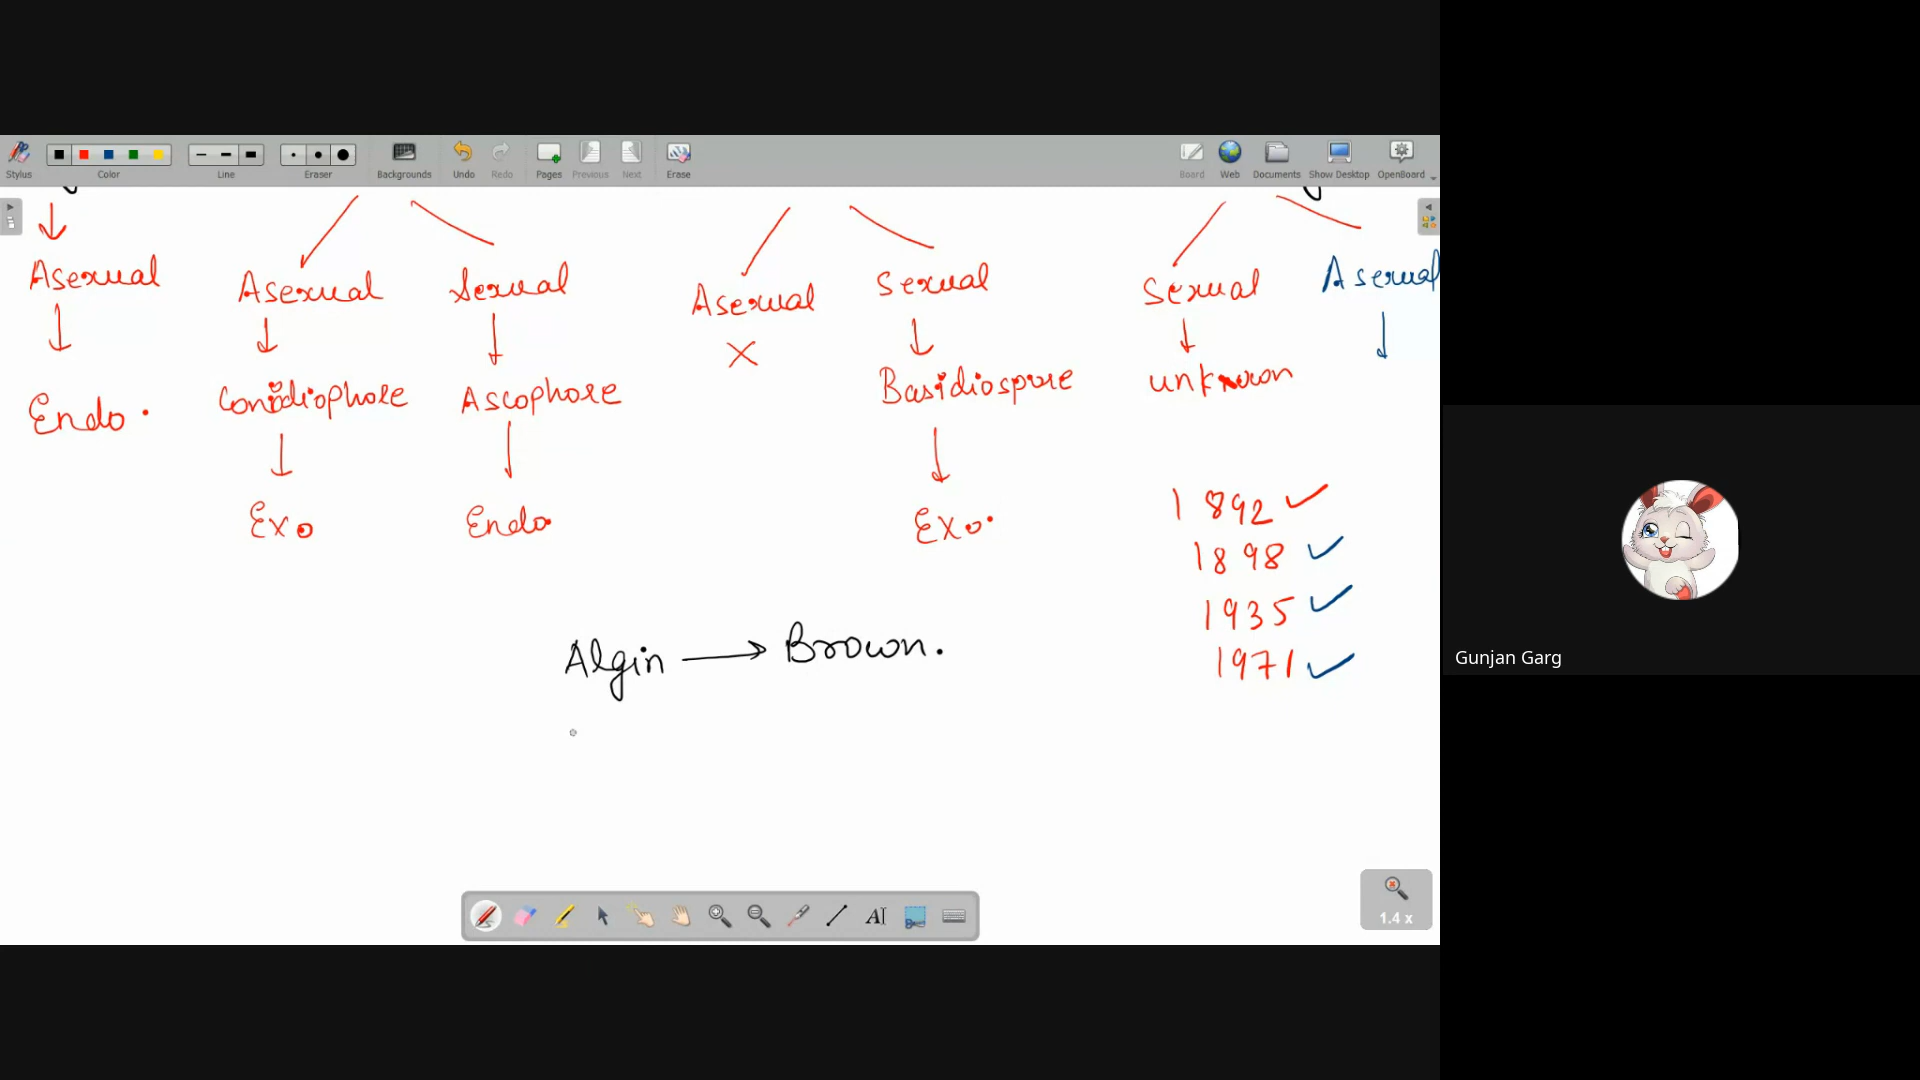 Stylus Color Line Eraser Backgrounds Undo Redo Pages Previous Next Erase Board Web Documents Show Desktop OpenBoard
Asexual Asexual Sexual Asexual Sexual Sexual Asexual
Endo. Conidiophore Ascophore X Basidiospore unknown
Exo Endo Exo.
1892 ✓
1898 ✓
1935 ✓
1971 ✓
Algin → Brown.
Gunjan Garg
AI
1.4 x